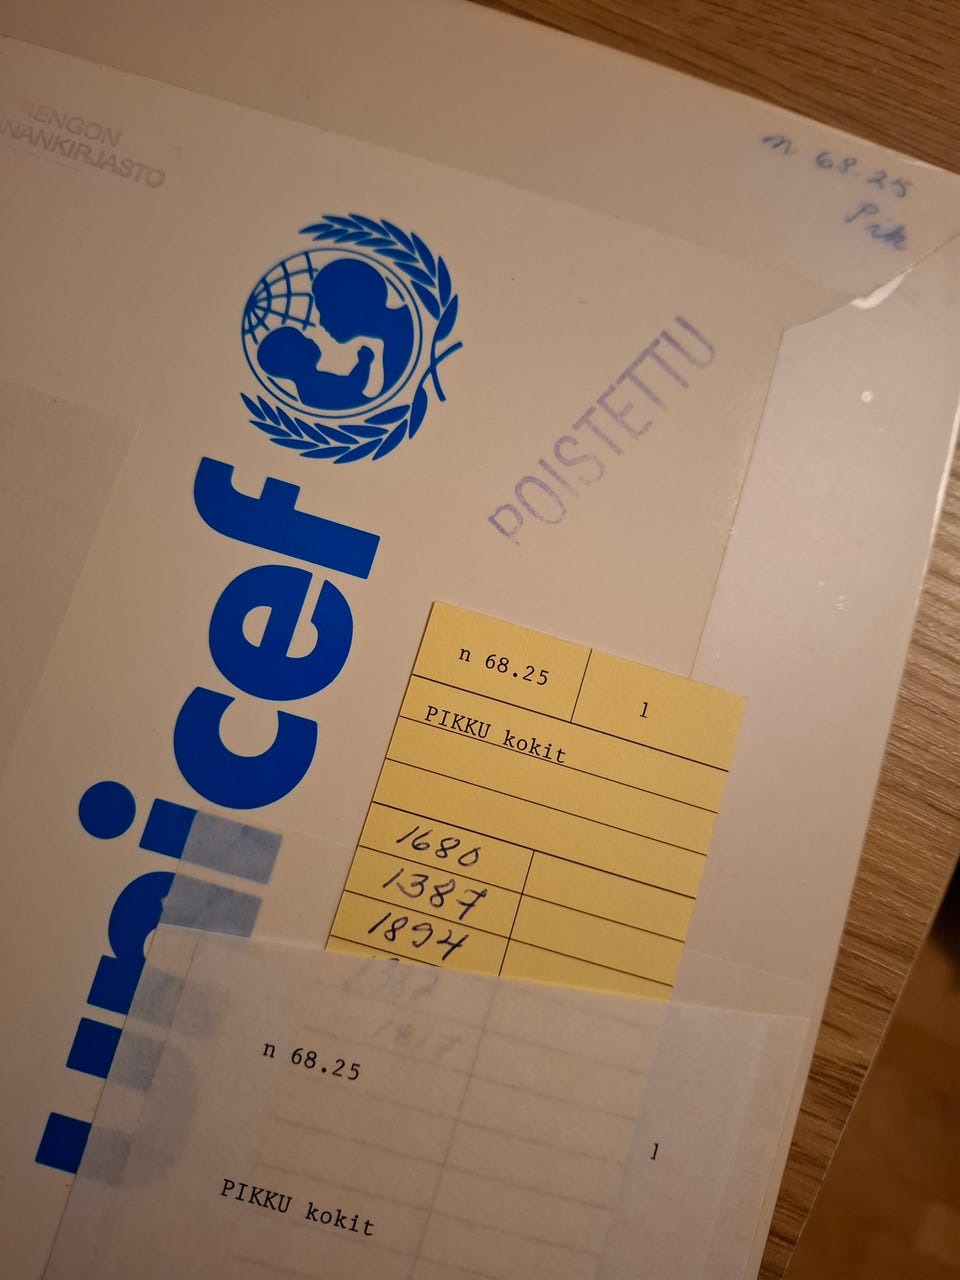 RENGON
NANKIRJASTO
n 68.25
Pik
POISTETTU
unicef
n 68.25
1
PIKKU kokit
1680
1387
1894
n 68.25
1
PIKKU kokit